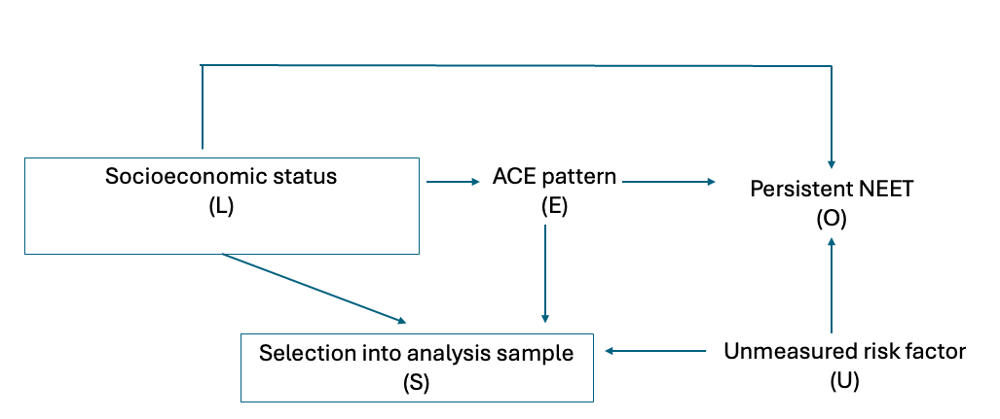 Socioeconomic status
(L)
ACE pattern
(E)
Persistent NEET
(O)
Selection into analysis sample
(S)
Unmeasured risk factor
(U)